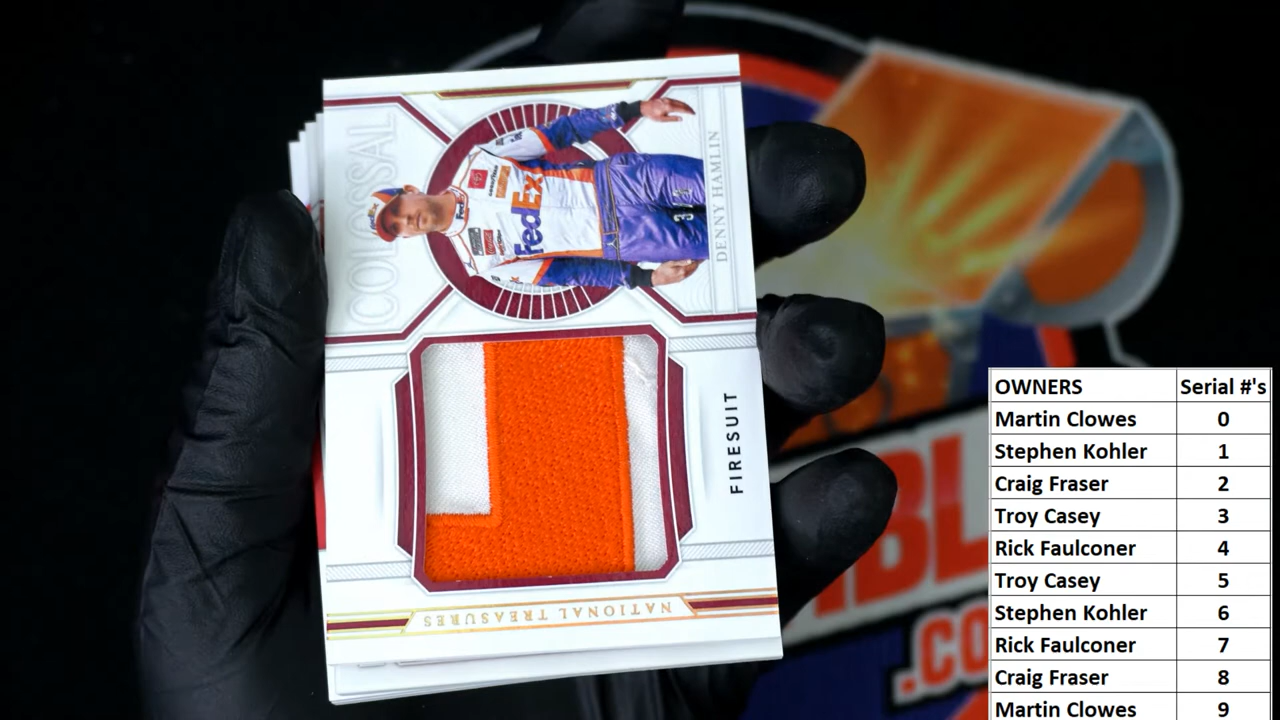 COLOSSAL
DENNY HAMLIN
FedEx
FedEx
FIRESUIT
NATIONAL TREASURES
IBL
.CO
OWNERS Serial #'s
Martin Clowes 0
Stephen Kohler 1
Craig Fraser 2
Troy Casey 3
Rick Faulconer 4
Troy Casey 5
Stephen Kohler 6
Rick Faulconer 7
Craig Fraser 8
Martin Clowes 9